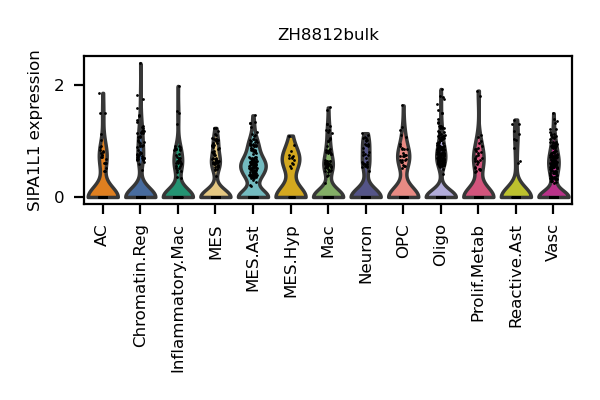 ZH8812bulk
SIPA1L1 expression
2
0
AC
Chromatin.Reg
Inflammatory.Mac
MES
MES.Ast
MES.Hyp
Mac
Neuron
OPC
Oligo
Prolif.Metab
Reactive.Ast
Vasc